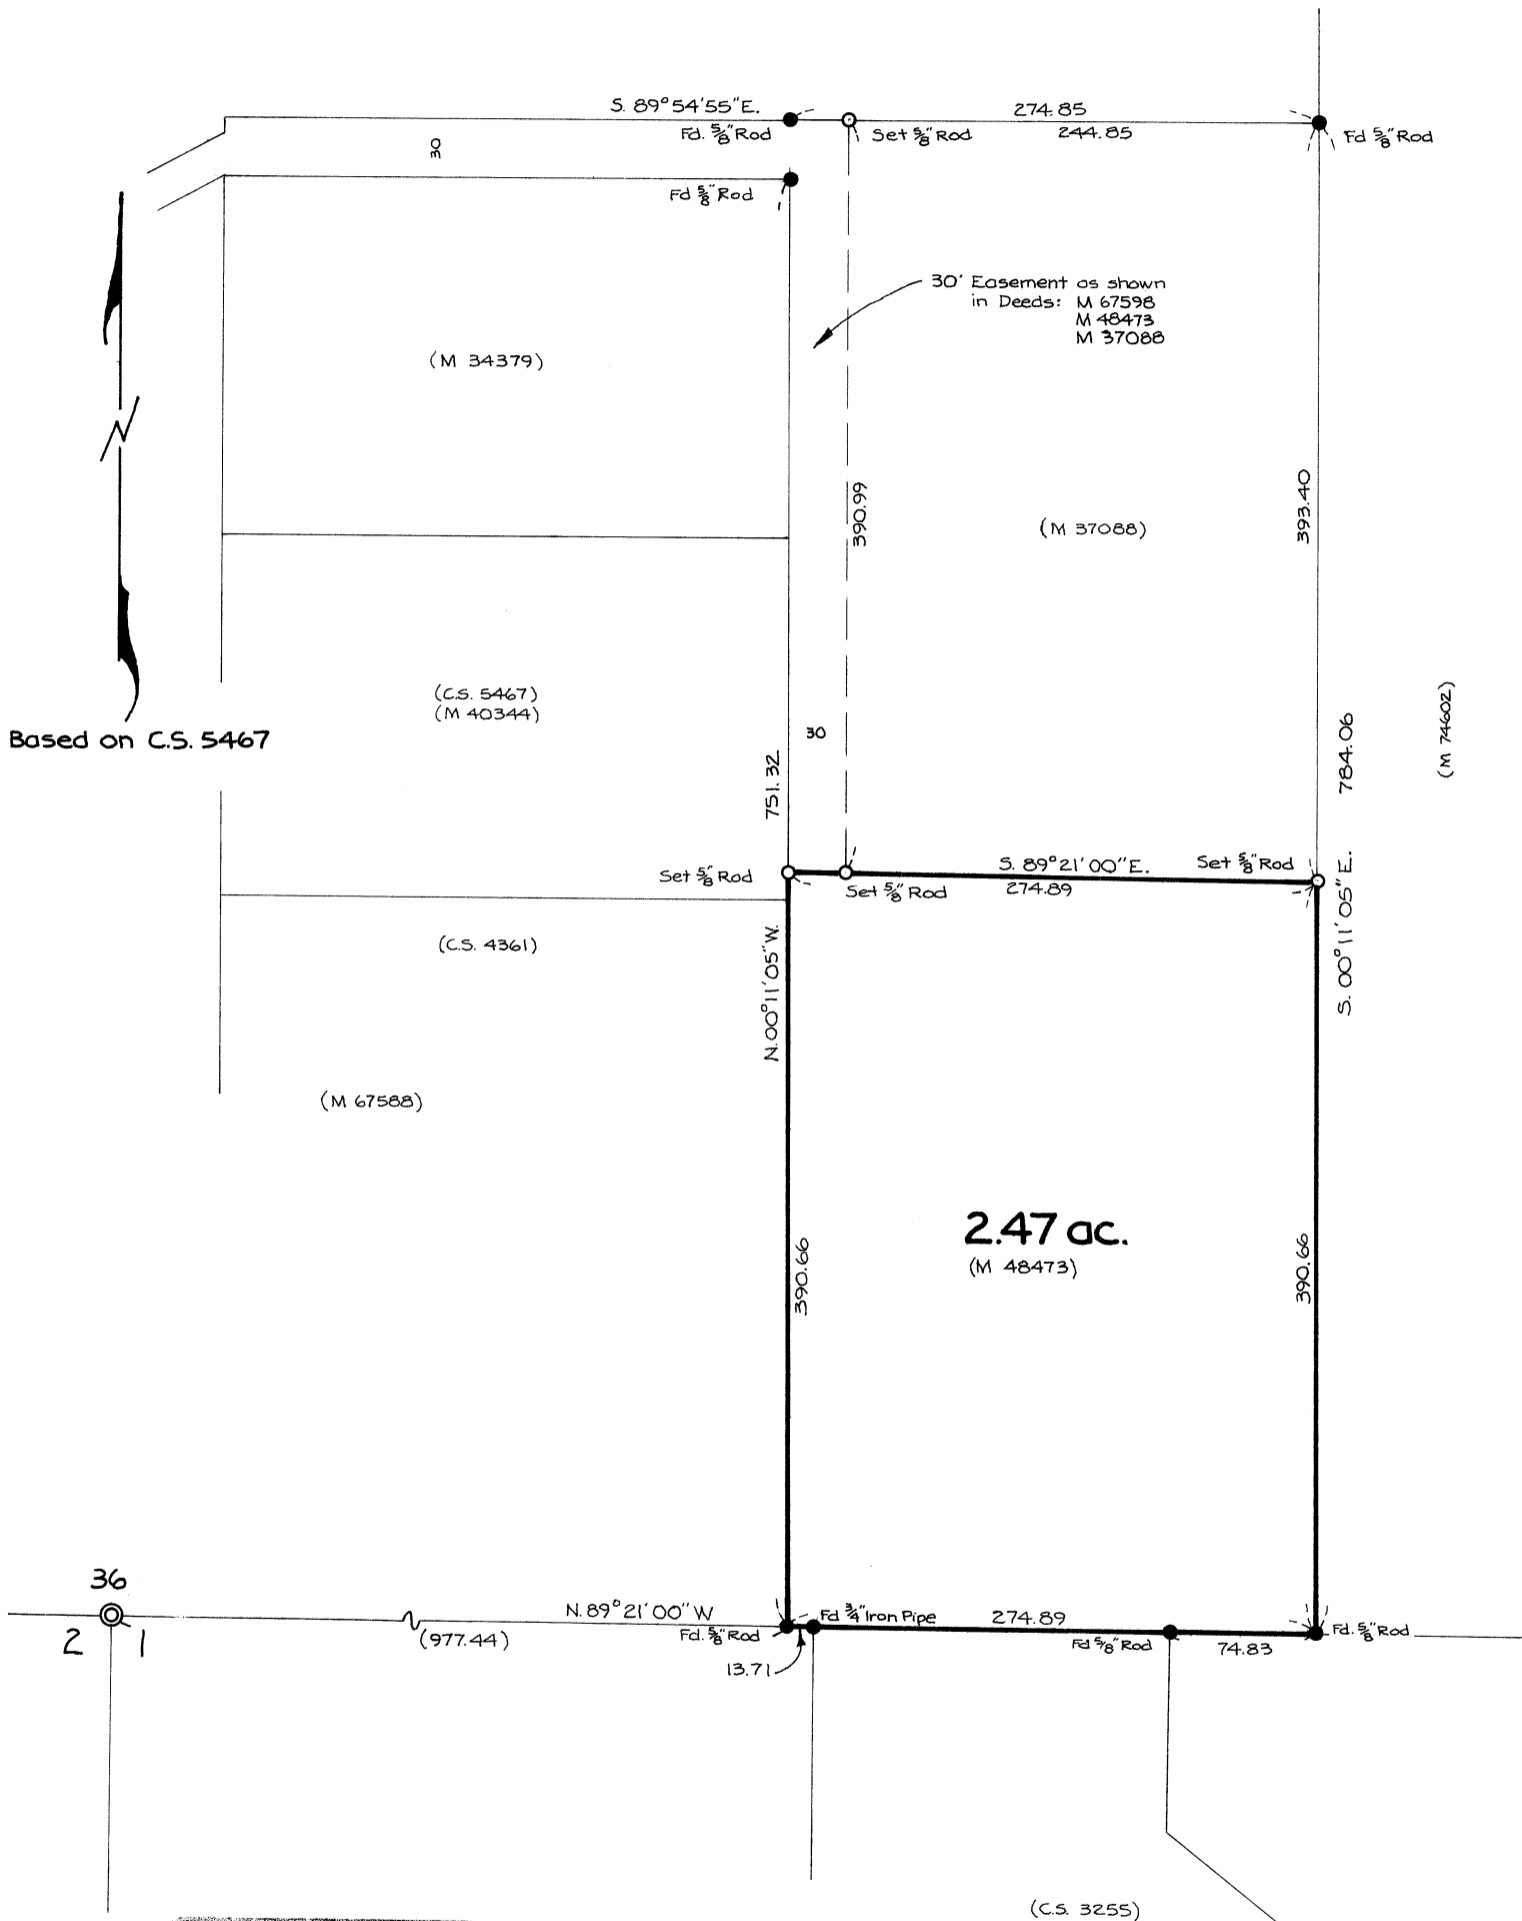 S. 89°54'55"E.
274.85
Fd. 5/8" Rod
Set 5/8" Rod
244.85
Fd 5/8" Rod
30
Fd 5/8" Rod
30' Easement as shown
in Deeds: M 67598
M 48473
M 37088
(M 34379)
N
390.99
(M 37088)
393.40
(C.S. 5467)
(M 40344)
Based on C.S. 5467
30
751.32
784.06
(M 74602)
Set 5/8" Rod
S. 89°21'00"E.
Set 5/8" Rod
274.89
Set 5/8" Rod
(C.S. 4361)
N.00°11'05"W.
S. 00°11'05"E.
(M 67588)
2.47 ac.
(M 48473)
390.66
390.66
36
2 1
N. 89°21'00" W
(977.44)
Fd. 5/8" Rod
Fd 3/4" Iron Pipe
274.89
Fd 5/8" Rod
74.83
Fd. 5/8" Rod
13.71
(C.S. 3255)